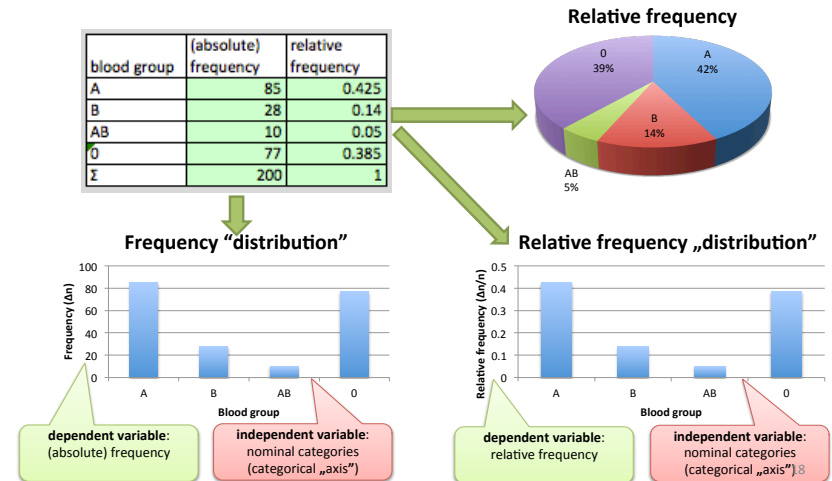 Relative frequency
blood group (absolute) frequency relative frequency
A 85 0.425
B 28 0.14
AB 10 0.05
0 77 0.385
Σ 200 1
0
39%
A
42%
B
14%
AB
5%
Frequency “distribution”
Frequency (Δn)
100
80
60
40
20
0
A B AB 0
Blood group
dependent variable:
(absolute) frequency
independent variable:
nominal categories
(categorical „axis”)
Relative frequency „distribution”
Relative frequency (Δn/n)
0.5
0.4
0.3
0.2
0.1
0
A B AB 0
Blood group
dependent variable:
relative frequency
independent variable:
nominal categories
(categorical „axis”)
18